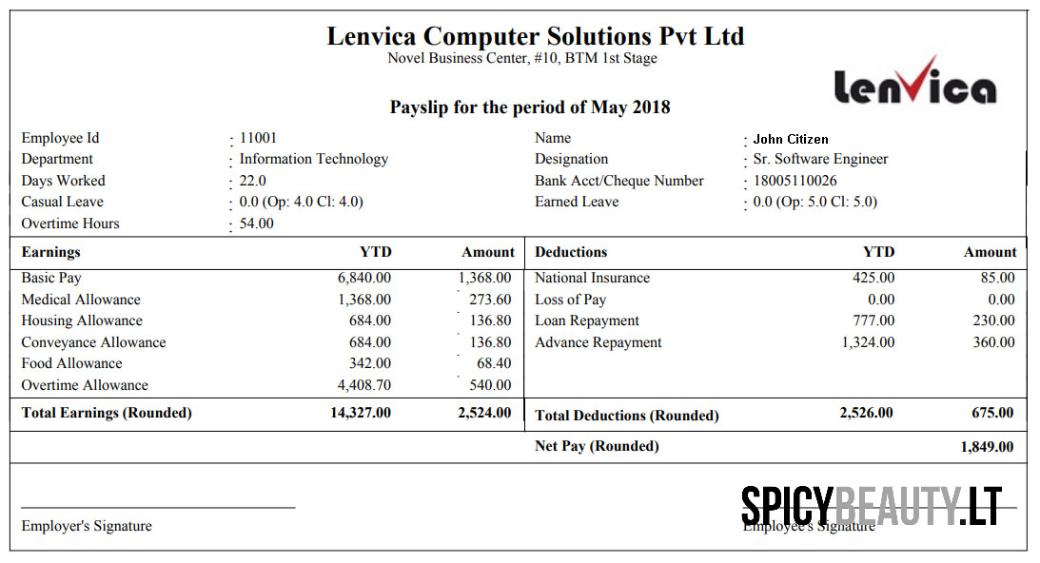 Lenvica Computer Solutions Pvt Ltd
Novel Business Center, #10, BTM 1st Stage
Lenvica
Payslip for the period of May 2018
Employee Id : 11001 Name : John Citizen
Department : Information Technology Designation : Sr. Software Engineer
Days Worked : 22.0 Bank Acct/Cheque Number : 18005110026
Casual Leave : 0.0 (Op: 4.0 Cl: 4.0) Earned Leave : 0.0 (Op: 5.0 Cl: 5.0)
Overtime Hours : 54.00
Earnings YTD Amount Deductions YTD Amount
Basic Pay 6,840.00 1,368.00 National Insurance 425.00 85.00
Medical Allowance 1,368.00 273.60 Loss of Pay 0.00 0.00
Housing Allowance 684.00 136.80 Loan Repayment 777.00 230.00
Conveyance Allowance 684.00 136.80 Advance Repayment 1,324.00 360.00
Food Allowance 342.00 68.40
Overtime Allowance 4,408.70 540.00
Total Earnings (Rounded) 14,327.00 2,524.00 Total Deductions (Rounded) 2,526.00 675.00
Net Pay (Rounded) 1,849.00
SPICYBEAUTY.LT
Employer's Signature Employee's Signature